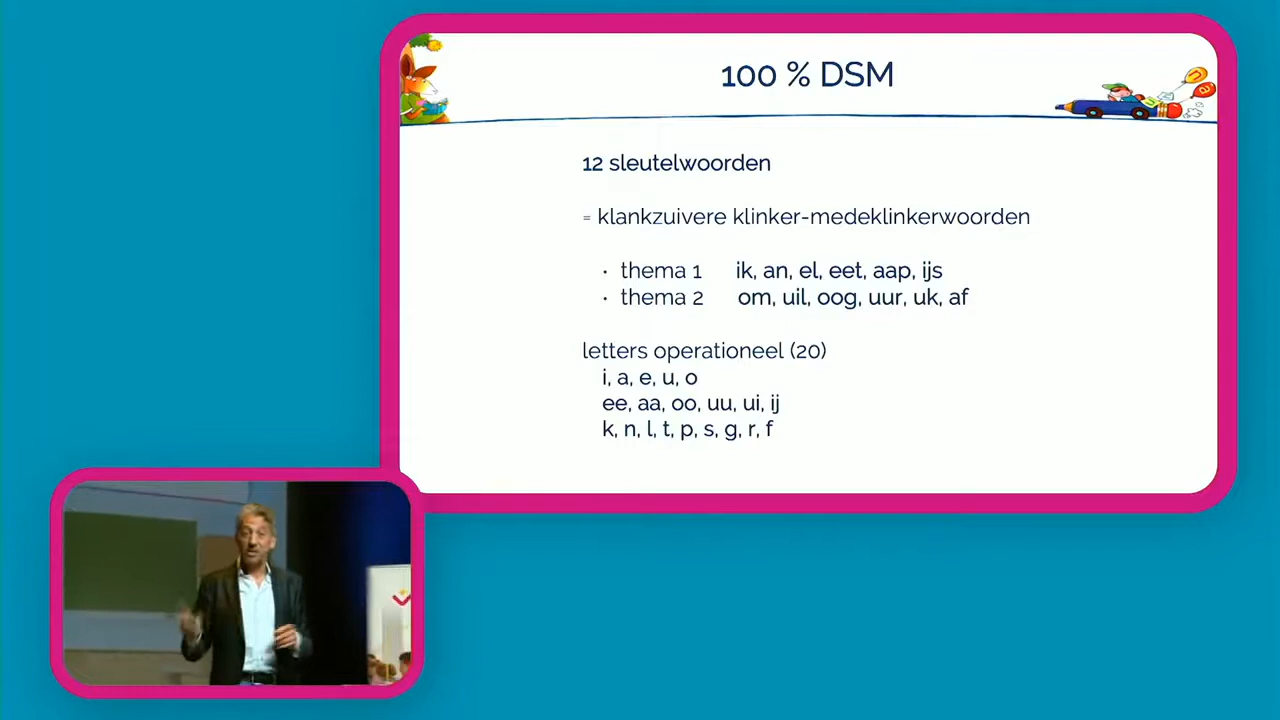 100 % DSM
12 sleutelwoorden
= klankzuivere klinker-medeklinkerwoorden
• thema 1 ik, an, el, eet, aap, ijs
• thema 2 om, uil, oog, uur, uk, af
letters operationeel (20)
i, a, e, u, o
ee, aa, oo, uu, ui, ij
k, n, l, t, p, s, g, r, f